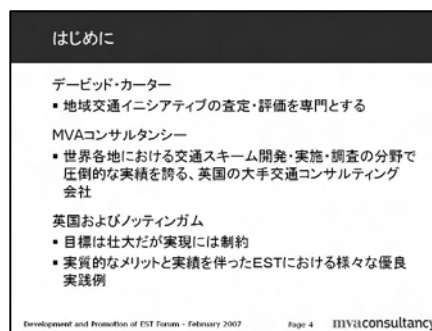 はじめに
デービッド・カーター
▪ 地域交通イニシアティブの査定・評価を専門とする
MVAコンサルタンシー
▪ 世界各地における交通スキーム開発・実施・調査の分野で
圧倒的な実績を誇る、英国の大手交通コンサルティング
会社
英国およびノッティンガム
▪ 目標は壮大だが実現には制約
▪ 実質的なメリットと実績を伴ったESTにおける様々な優良
実践例
Development and Promotion of EST Forum - February 2007 Page 4 mvaconsultancy